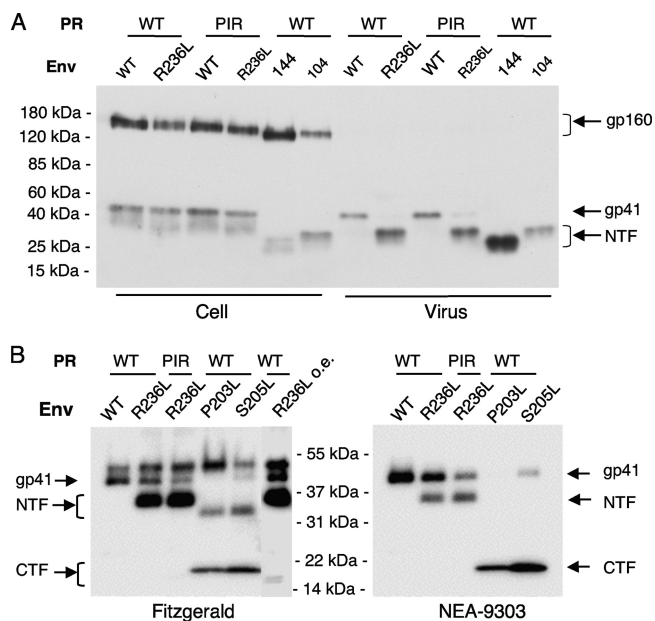 A
PR WT PIR WT WT PIR WT
Env WT R236L WT R236L 144 104 WT R236L WT R236L 144 104
180 kDa -
120 kDa -
gp160
85 kDa -
60 kDa -
40 kDa -
gp41
25 kDa -
NTF
15 kDa -
Cell Virus
B
PR WT PIR WT WT WT PIR WT
Env WT R236L R236L P203L S205L R236L o.e. WT R236L R236L P203L S205L
- 55 kDa -
gp41 gp41
- 37 kDa -
NTF NTF
- 31 kDa -
- 22 kDa -
CTF CTF
- 14 kDa -
Fitzgerald NEA-9303